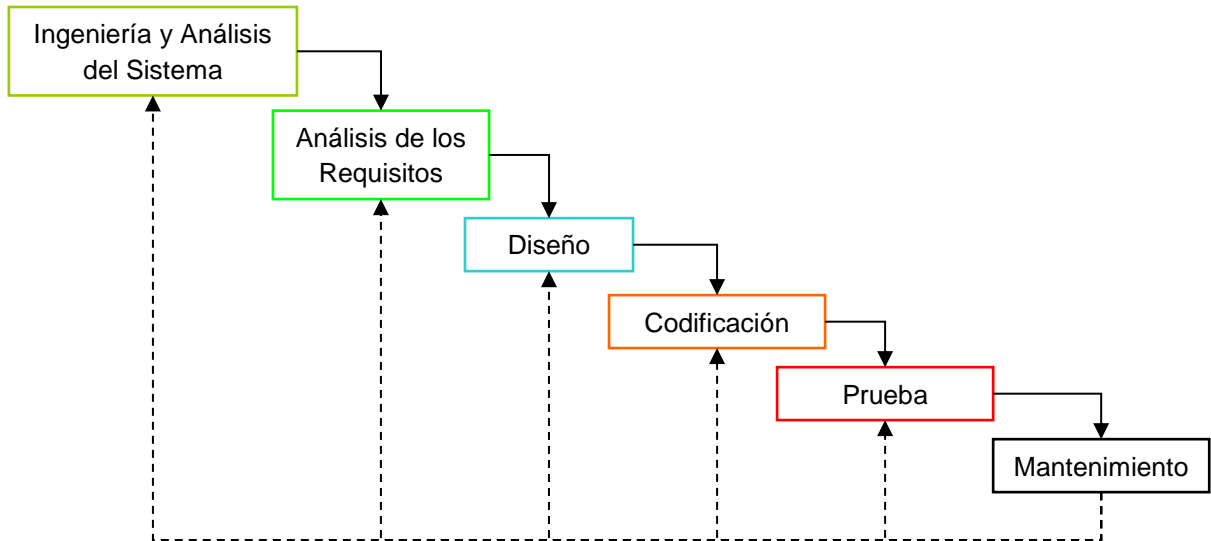 Ingeniería y Análisis
del Sistema
Análisis de los
Requisitos
Diseño
Codificación
Prueba
Mantenimiento